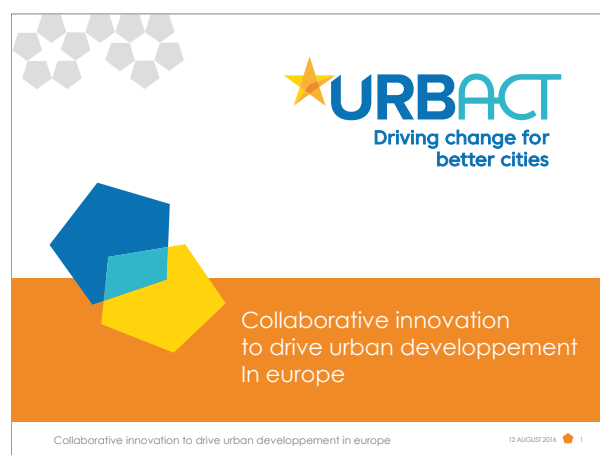 URBACT
Driving change for
better cities
Collaborative innovation
to drive urban developpement
In europe
Collaborative innovation to drive urban developpement in europe
12 AUGUST 2016
1